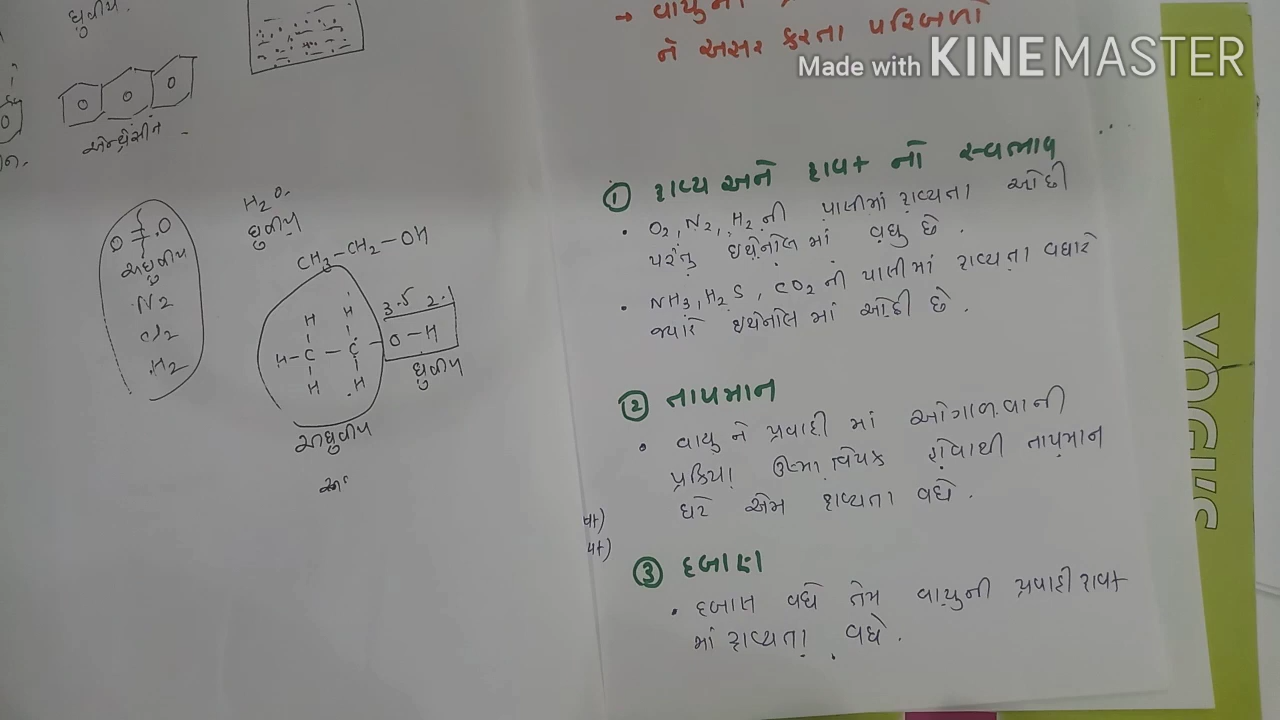 ધ્રુવીય.
એન્થ્રેસીન
H2O.
ધ્રુવીય
O O
અધ્રુવીય
N2
Cl2
H2
CH3-CH2-OH
3.5 2.1
H H
H-C-C-O-H
H H
ધ્રુવીય
અધ્રુવીય
→ વાયુની
ને અસર કરતા પરિબળો
Made with KINEMASTER
① દ્રાવ્ય અને દ્રાવક નો સ્વભાવ
• O2, N2, H2 ની પાણીમાં દ્રાવ્યતા ઓછી
પરંતુ ઇથેનોલ માં વધુ છે.
• NH3, H2S, CO2 ની પાણીમાં દ્રાવ્યતા વધારે
જ્યારે ઇથેનોલ માં ઓછી છે.
② તાપમાન
• વાયુ ને પ્રવાહી માં ઓગાળવાની
પ્રક્રિયા ઉષ્મા ક્ષેપક હોવાથી તાપમાન
ઘટે એમ દ્રાવ્યતા વધે.
③ દબાણ
• દબાણ વધે તેમ વાયુની પ્રવાહી દ્રાવક
માં દ્રાવ્યતા વધે.
YOGI'S